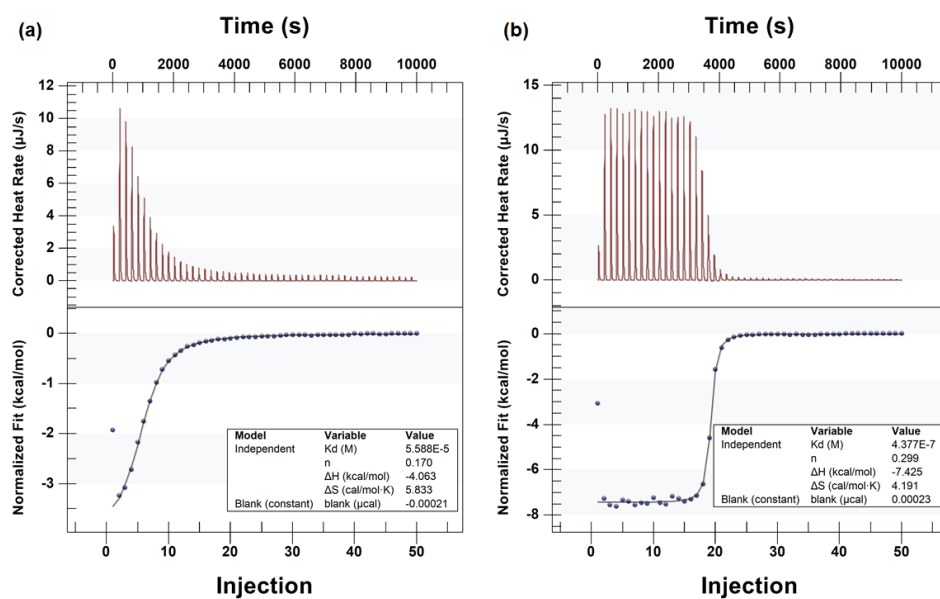 (a)
Time (s)
0 2000 4000 6000 8000 10000
Corrected Heat Rate (µJ/s)
12
10
8
6
4
2
0
Normalized Fit (kcal/mol)
0
-1
-2
-3
Model Variable Value
Independent Kd (M) 5.588E-5
n 0.170
ΔH (kcal/mol) -4.063
ΔS (cal/mol·K) 5.833
Blank (constant) blank (µcal) -0.00021
0 10 20 30 40 50
Injection
(b)
Time (s)
0 2000 4000 6000 8000 10000
Corrected Heat Rate (µJ/s)
15
10
5
0
Normalized Fit (kcal/mol)
0
-2
-4
-6
-8
Model Variable Value
Independent Kd (M) 4.377E-7
n 0.299
ΔH (kcal/mol) -7.425
ΔS (cal/mol·K) 4.191
Blank (constant) blank (µcal) 0.00023
0 10 20 30 40 50
Injection